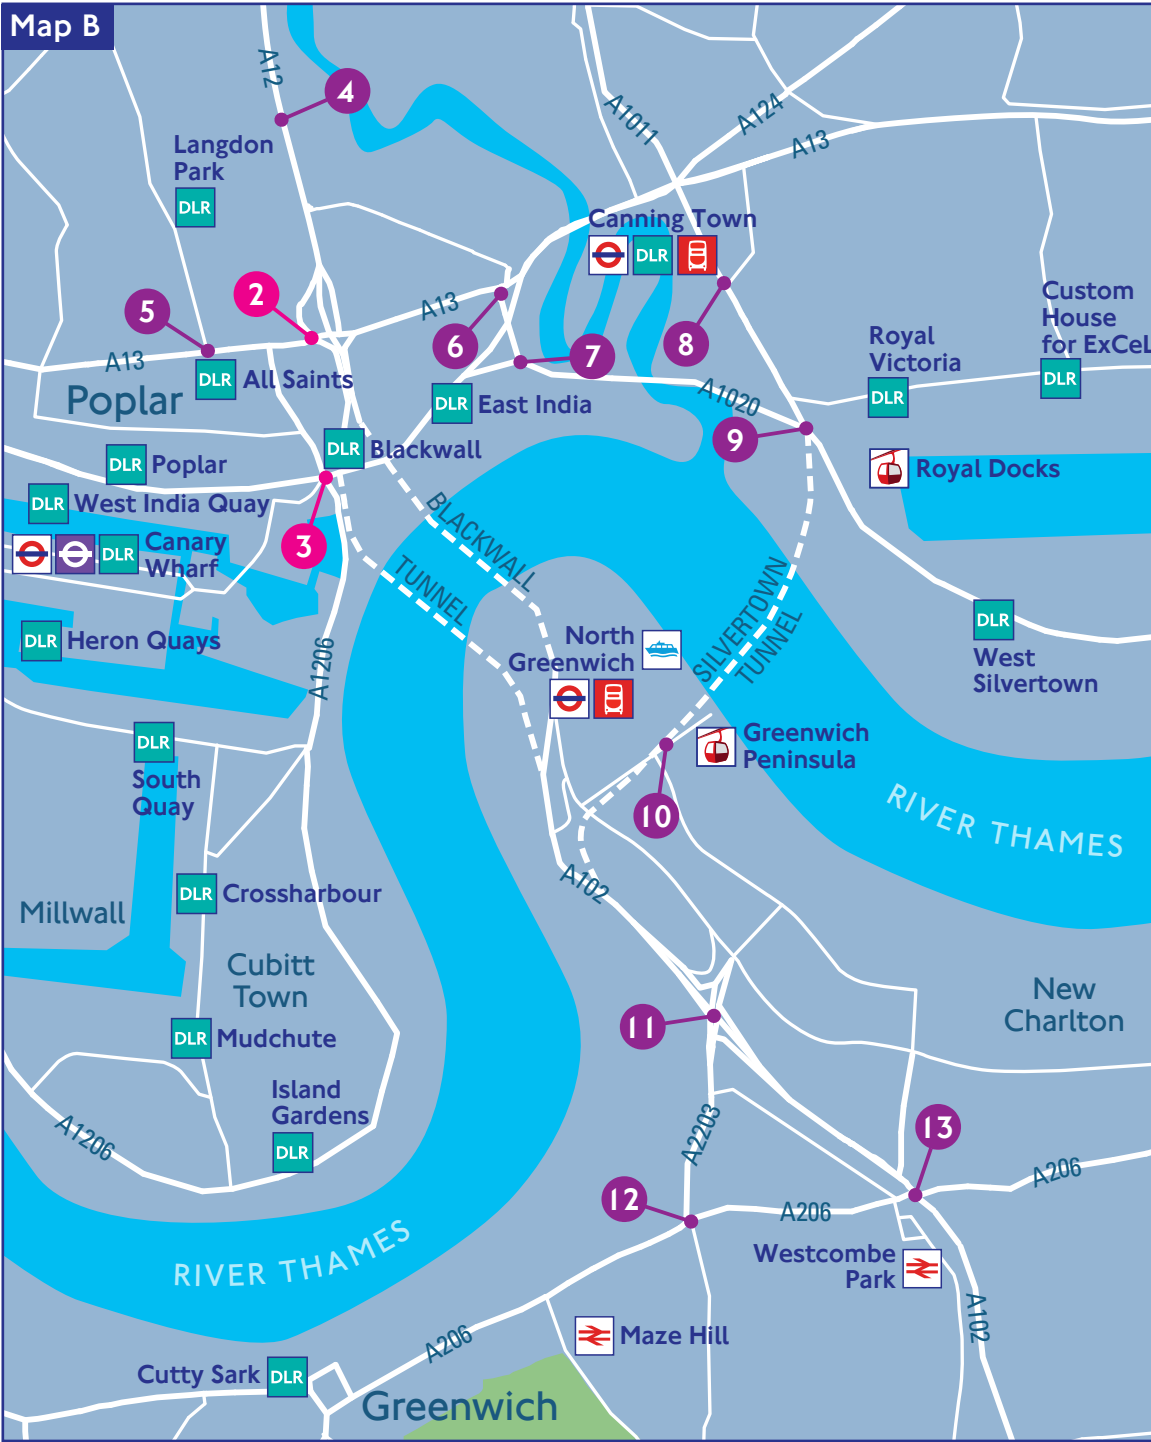 Map B
A12
4
A1011
A124
A13
Langdon
Park
DLR
Canning Town
DLR
2
5
A13
6
7
8
Custom
House
for ExCeL
DLR
Royal
Victoria
DLR
A13
DLR
All Saints
Poplar
DLR
East India
A1020
9
DLR
Blackwall
DLR
Poplar
Royal Docks
DLR
West India Quay
3
BLACKWALL
TUNNEL
DLR
Canary
Wharf
SILVERTOWN
TUNNEL
DLR
Heron Quays
A1206
North
Greenwich
DLR
West
Silvertown
DLR
South
Quay
Greenwich
Peninsula
10
RIVER THAMES
A102
DLR
Crossharbour
Millwall
Cubitt
Town
New
Charlton
11
DLR
Mudchute
Island
Gardens
DLR
A1206
A2203
13
A206
12
A206
RIVER THAMES
Westcombe
Park
A102
A206
Maze Hill
Cutty Sark
DLR
Greenwich